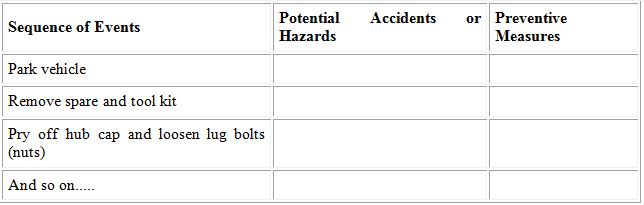 Sequence of Events
Potential Accidents or
Hazards
Preventive
Measures
Park vehicle
Remove spare and tool kit
Pry off hub cap and loosen lug bolts
(nuts)
And so on.....